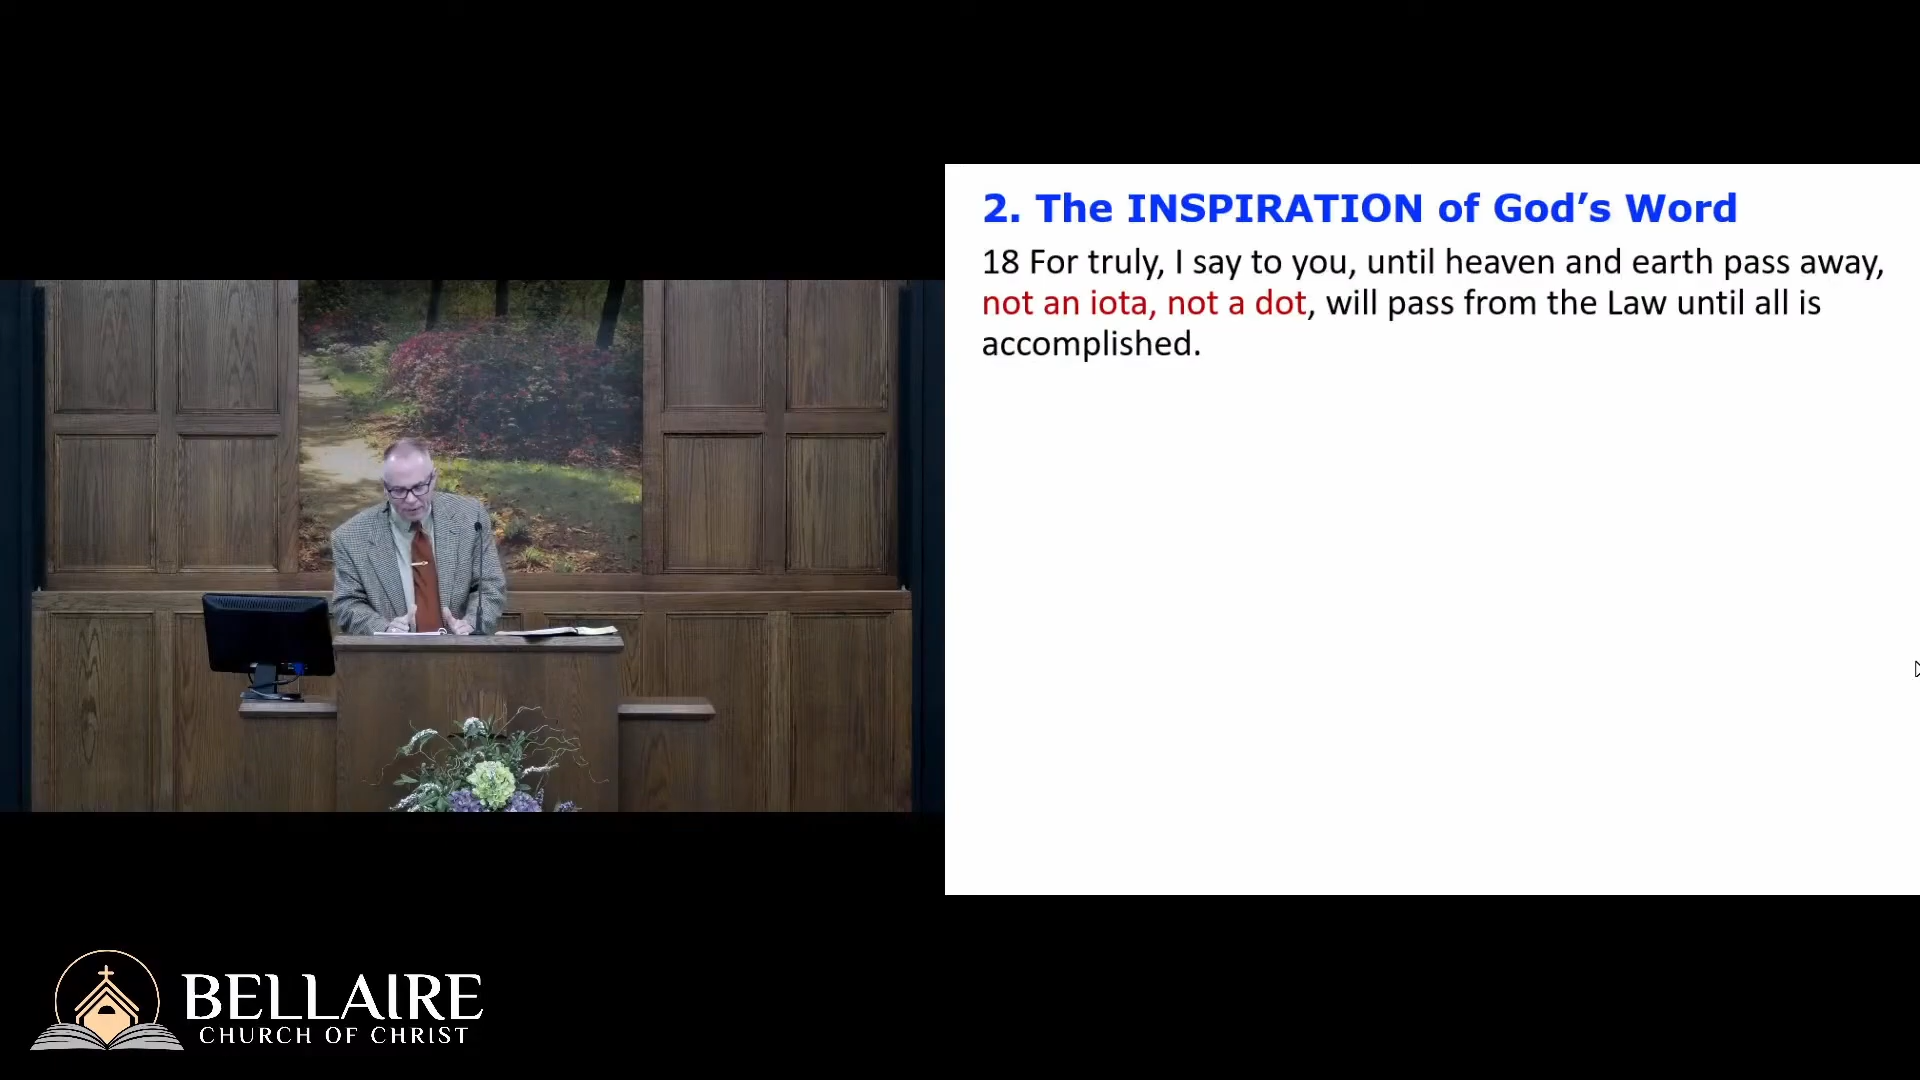 2. The INSPIRATION of God’s Word
18 For truly, I say to you, until heaven and earth pass away,
not an iota, not a dot, will pass from the Law until all is
accomplished.
BELLAIRE
CHURCH OF CHRIST